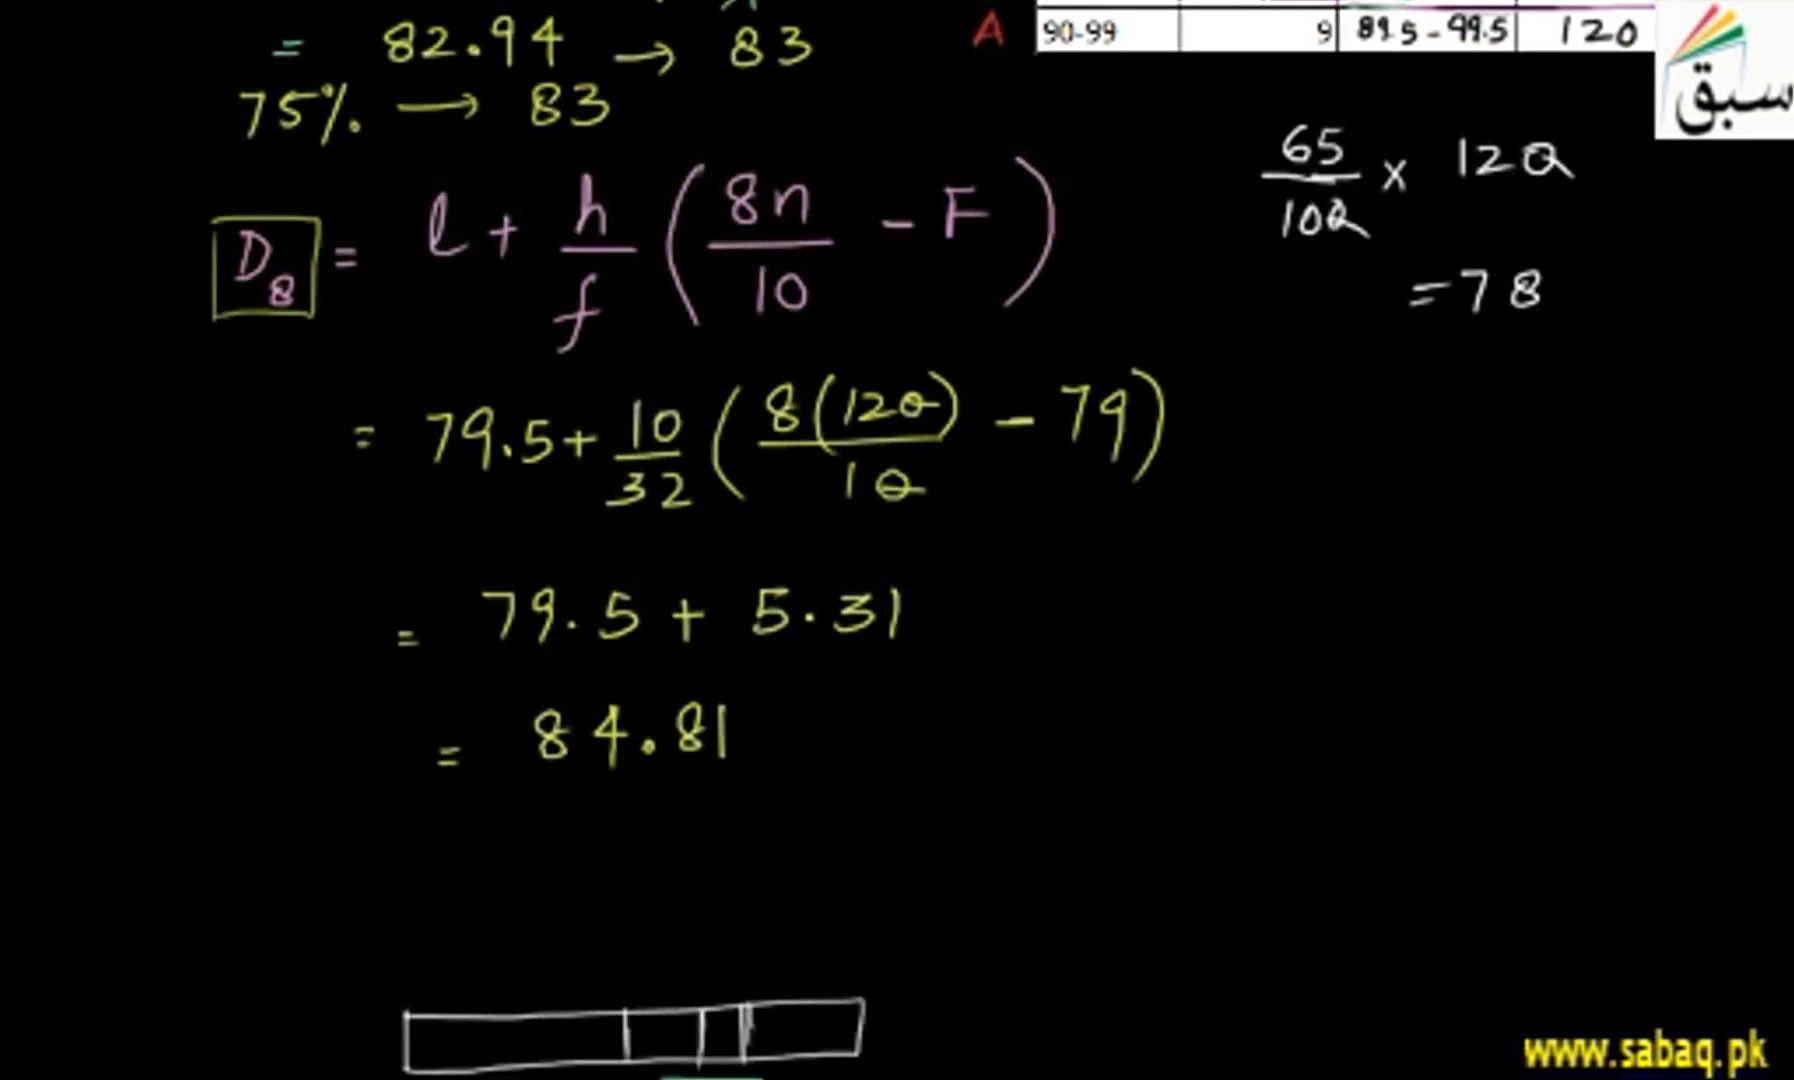 = 82.94 → 83
A 90-99 9 89.5-99.5 120
سبق
75%. → 83
65/100 × 120
= 78
D₈ = l + h/f (8n/10 - F)
= 79.5 + 10/32 (8(120)/10 - 79)
= 79.5 + 5.31
= 84.81
www.sabaq.pk